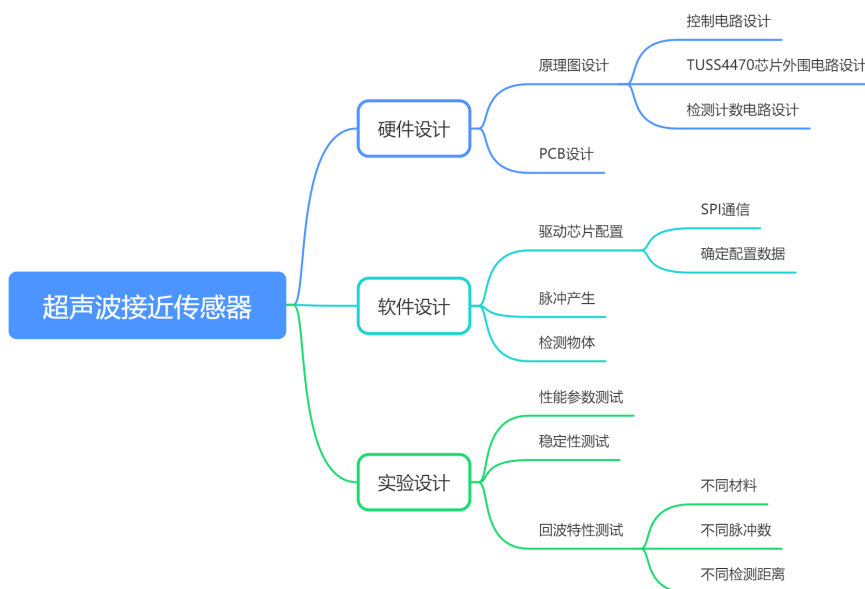 超声波接近传感器
硬件设计
原理图设计
控制电路设计
TUSS4470芯片外围电路设计
检测计数电路设计
PCB设计
软件设计
驱动芯片配置
SPI通信
确定配置数据
脉冲产生
检测物体
实验设计
性能参数测试
稳定性测试
回波特性测试
不同材料
不同脉冲数
不同检测距离